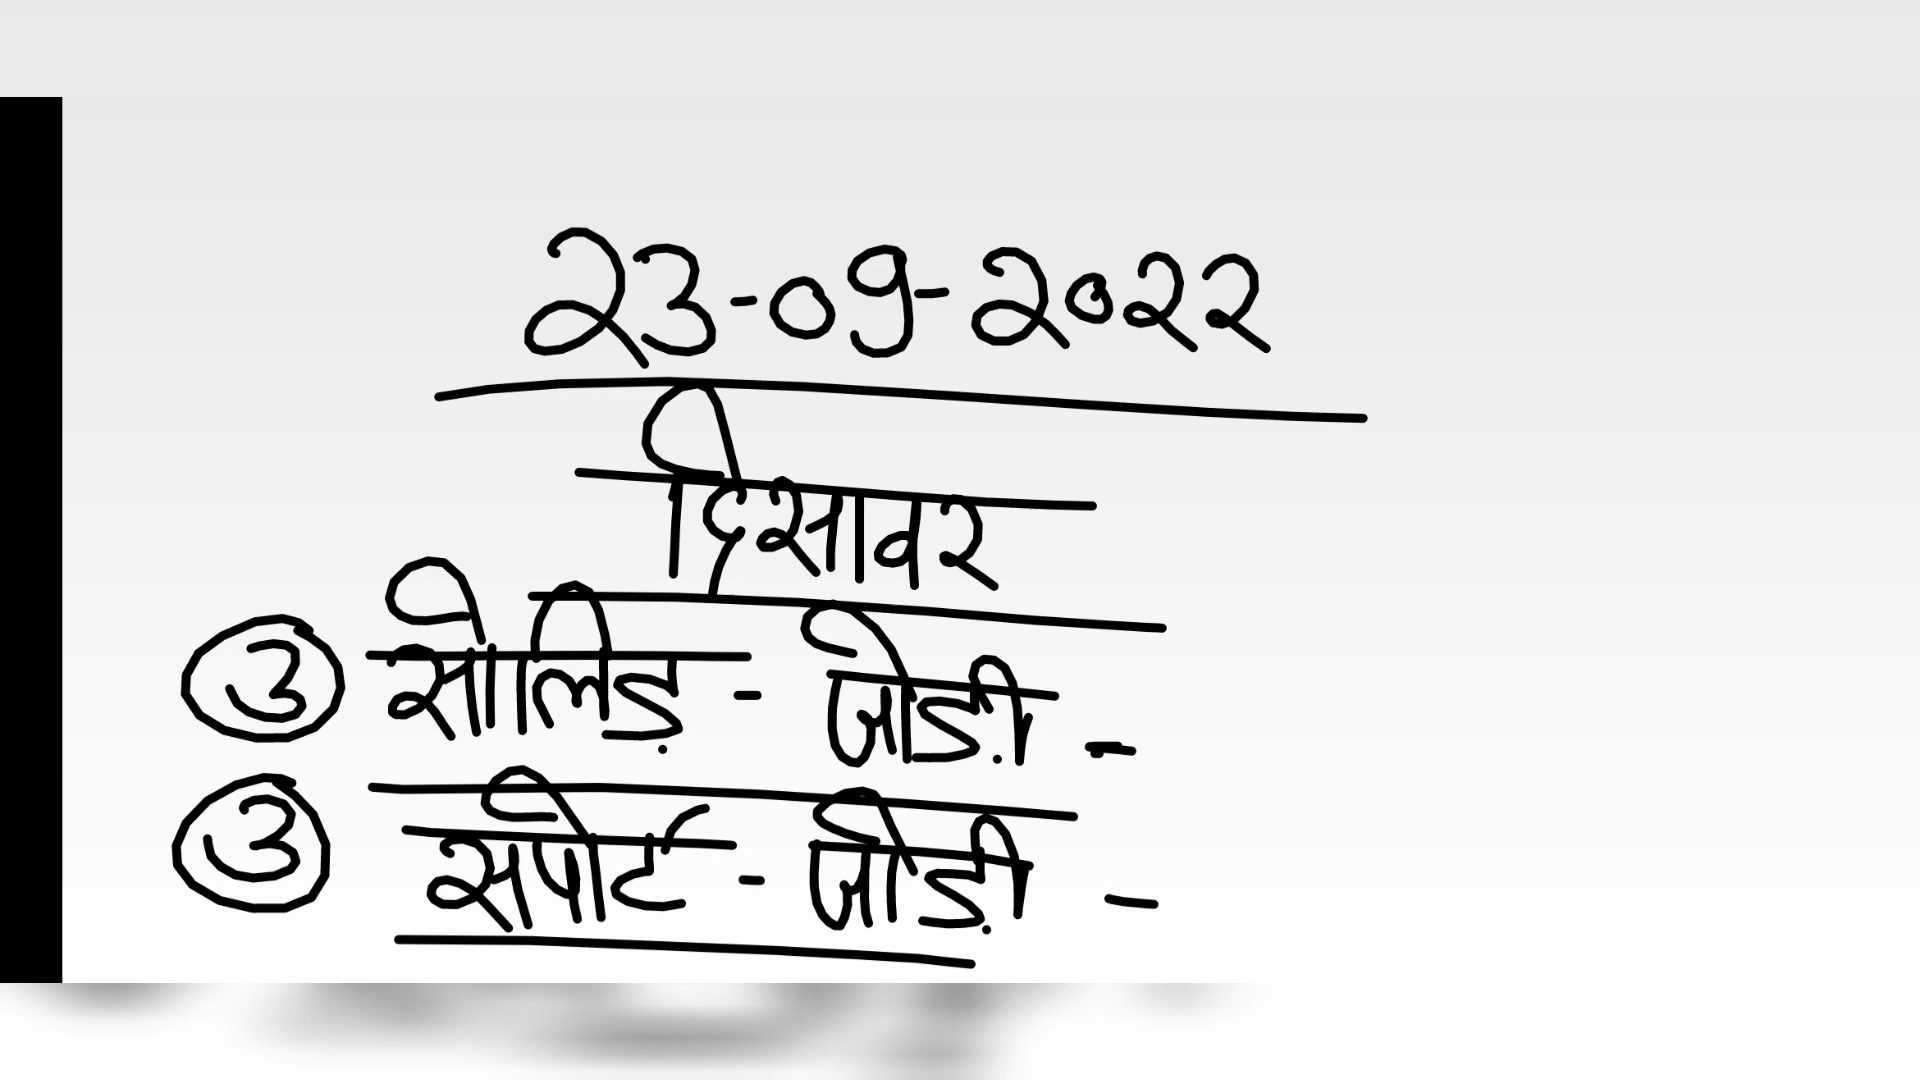 23-09-2022
दिसावर
3 सोलिड़ - जोड़ी -
3 सपोर्ट - जोड़ी -